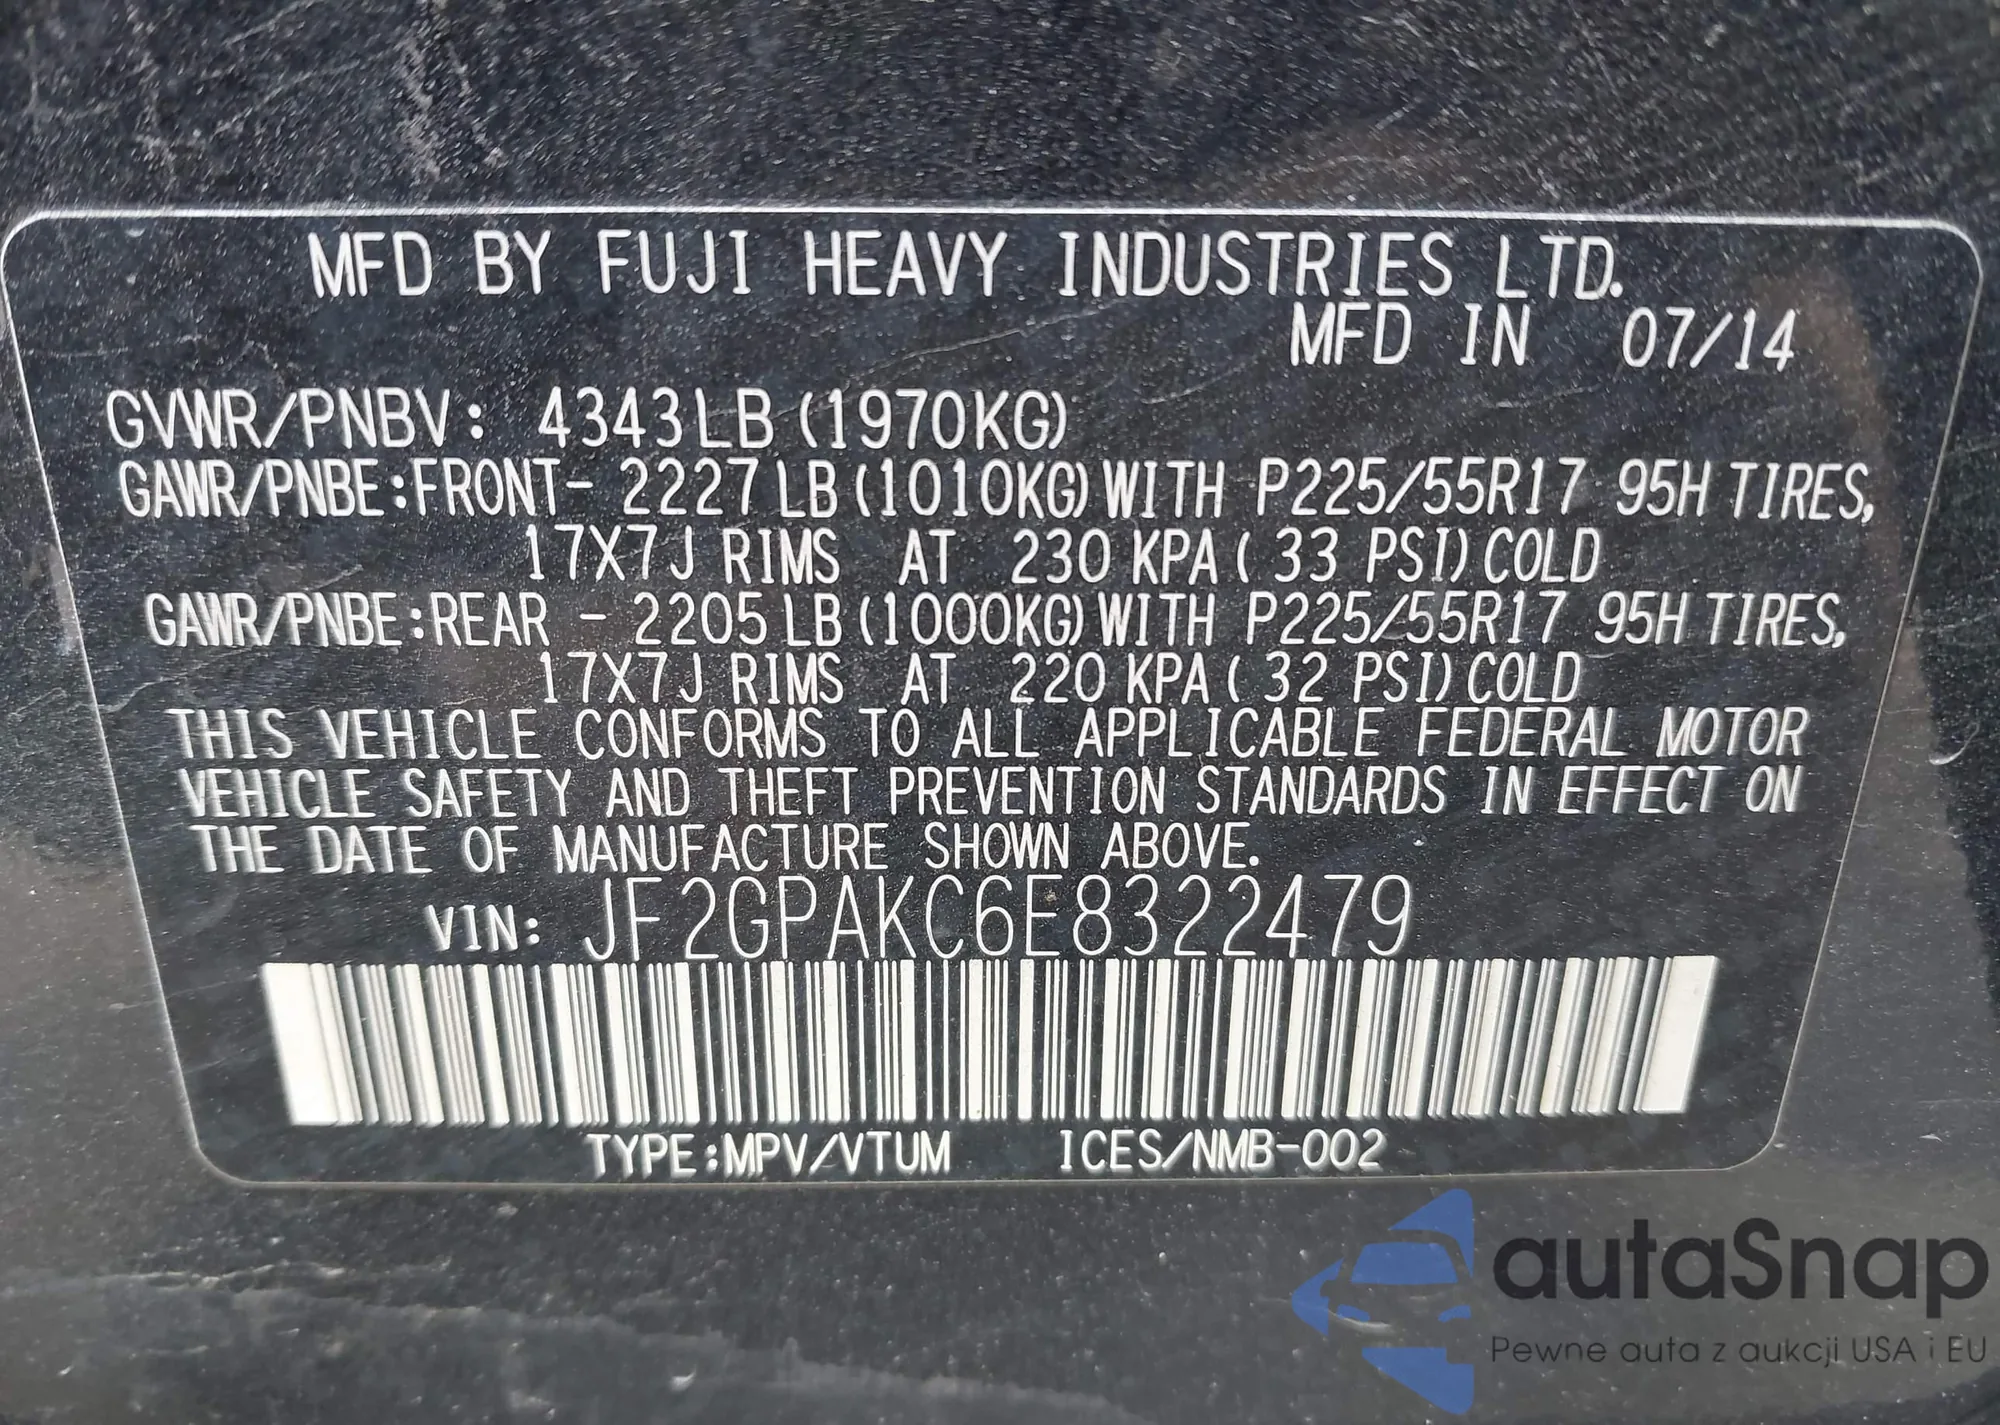 MFD BY FUJI HEAVY INDUSTRIES LTD.
MFD IN 07/14
GVWR/PNBV: 4343LB(1970KG)
GAWR/PNBE:FRONT- 2227LB(1010KG)WITH P225/55R17 95H TIRES,
17X7J RIMS AT 230 KPA( 33 PSI)COLD
GAWR/PNBE:REAR - 2205LB(1000KG)WITH P225/55R17 95H TIRES,
17X7J RIMS AT 220 KPA( 32 PSI)COLD
THIS VEHICLE CONFORMS TO ALL APPLICABLE FEDERAL MOTOR
VEHICLE SAFETY AND THEFT PREVENTION STANDARDS IN EFFECT ON
THE DATE OF MANUFACTURE SHOWN ABOVE.
VIN: JF2GPAKC6E8322479
TYPE:MPV/VTUM ICES/NMB-002
autaSnap
Pewne auta z aukcji USA i EU